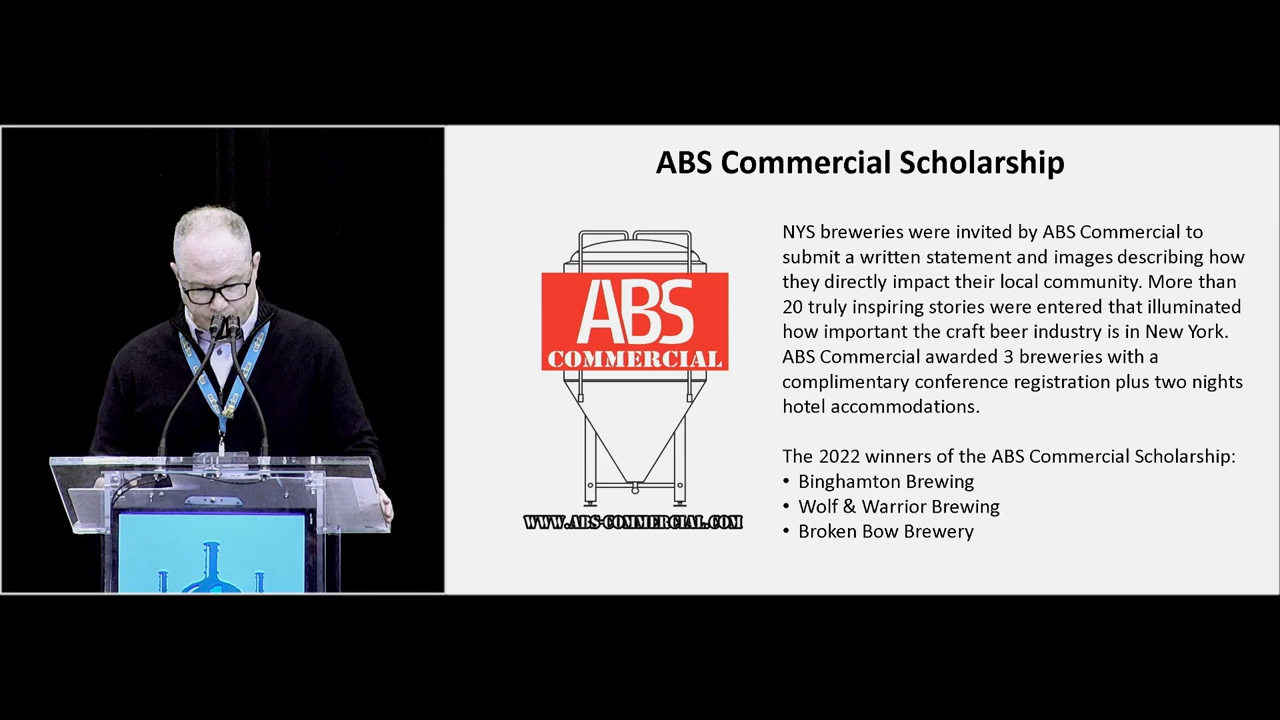 ABS Commercial Scholarship
ABS
COMMERCIAL
WWW.ABS-COMMERCIAL.COM
NYS breweries were invited by ABS Commercial to
submit a written statement and images describing how
they directly impact their local community. More than
20 truly inspiring stories were entered that illuminated
how important the craft beer industry is in New York.
ABS Commercial awarded 3 breweries with a
complimentary conference registration plus two nights
hotel accommodations.
The 2022 winners of the ABS Commercial Scholarship:
• Binghamton Brewing
• Wolf & Warrior Brewing
• Broken Bow Brewery